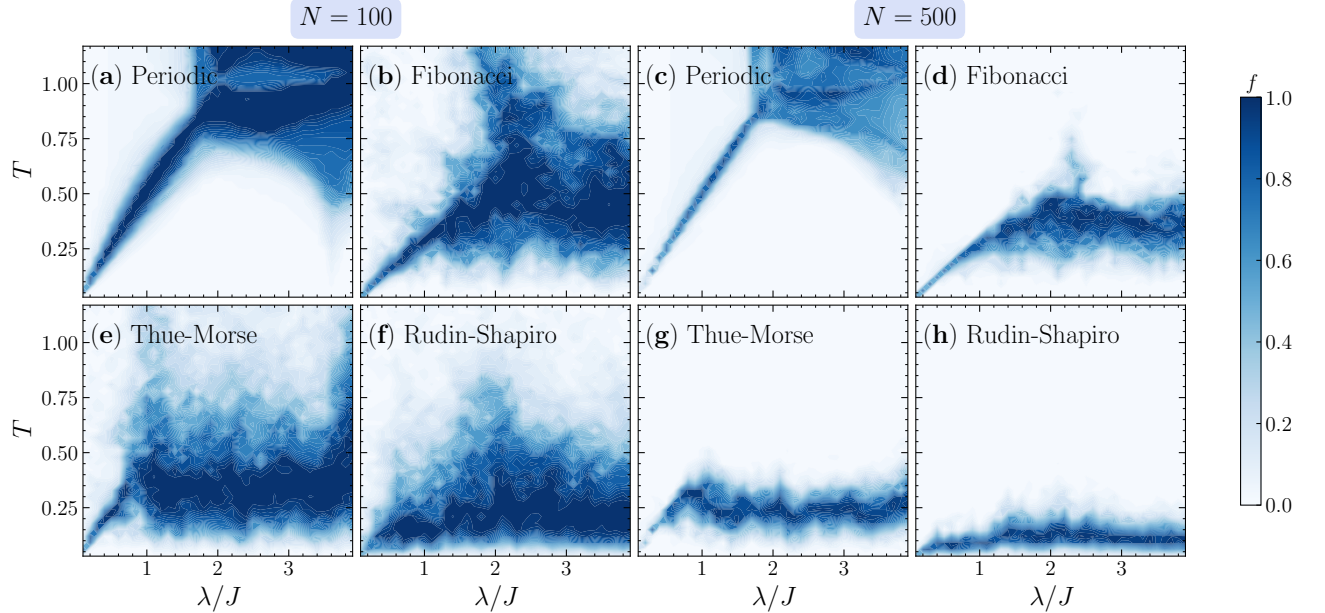 N = 100
N = 500
(a) Periodic
(b) Fibonacci
(c) Periodic
(d) Fibonacci
f
1.00
0.75
0.50
0.25
T
1.0
0.8
0.6
0.4
0.2
0.0
(e) Thue-Morse
(f) Rudin-Shapiro
(g) Thue-Morse
(h) Rudin-Shapiro
1.00
0.75
0.50
0.25
T
1 2 3
1 2 3
1 2 3
1 2 3
λ/J
λ/J
λ/J
λ/J